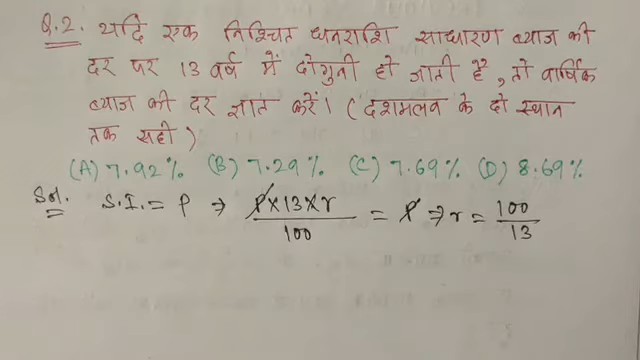 Q.2. यदि एक निश्चित धनराशि साधारण ब्याज की
दर पर 13 वर्ष में दोगुनी हो जाती है, तो वार्षिक
ब्याज की दर ज्ञात करें। (दशमलव के दो स्थान
तक सही)
(A) 7.92% (B) 7.29% (C) 7.69% (D) 8.69%
Sol. S.I. = P ⇒ P×13×r/100 = P ⇒ r = 100/13